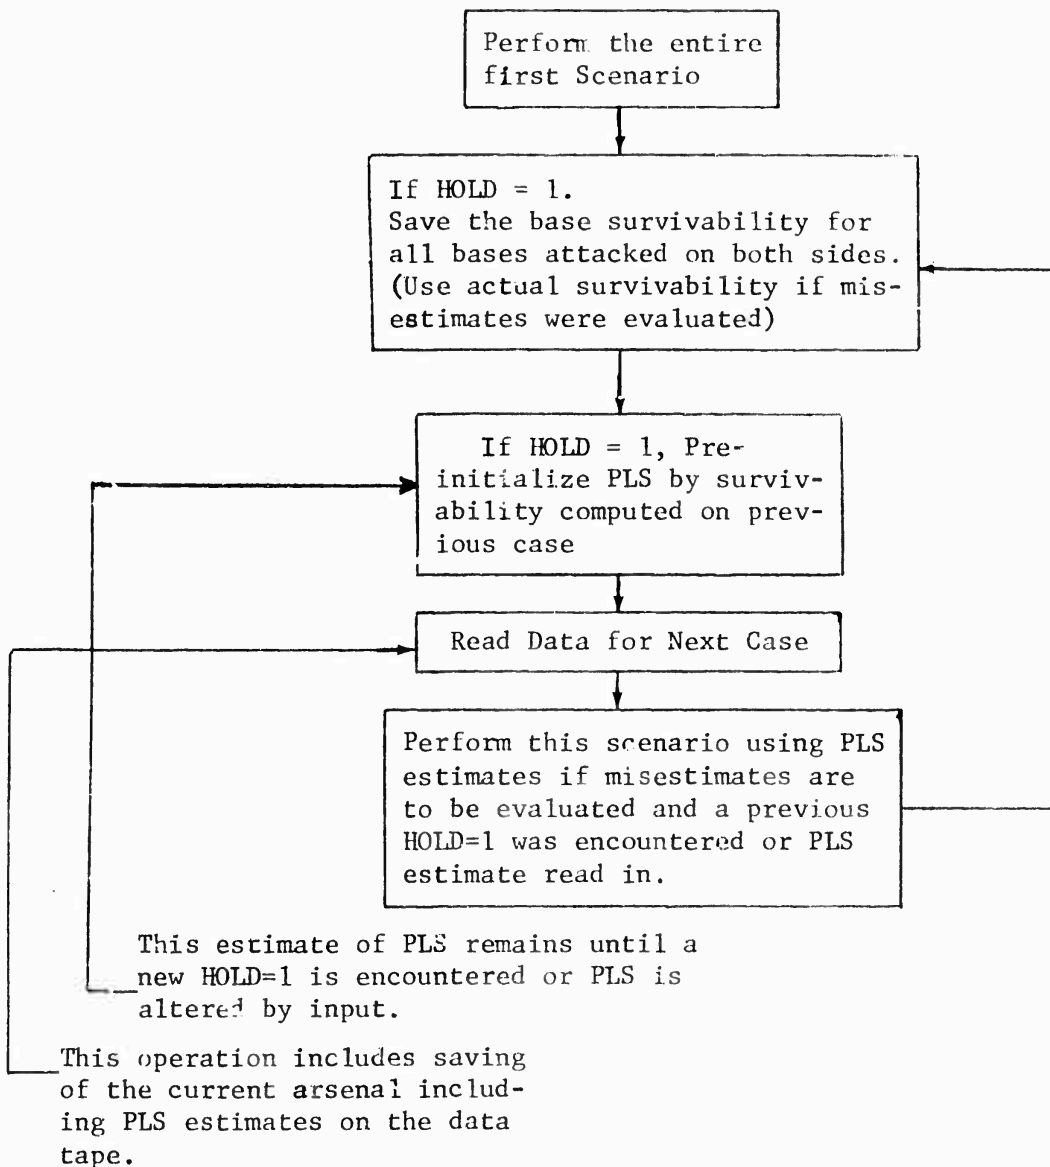 Perform the entire
first Scenario
If HOLD = 1.
Save the base survivability for
all bases attacked on both sides.
(Use actual survivability if mis-
estimates were evaluated)
If HOLD = 1, Pre-
initialize PLS by surviv-
ability computed on prev-
ious case
Read Data for Next Case
Perform this scenario using PLS
estimates if misestimates are
to be evaluated and a previous
HOLD=1 was encountered or PLS
estimate read in.
This estimate of PLS remains until a
new HOLD=1 is encountered or PLS is
altered by input.
This operation includes saving
of the current arsenal includ-
ing PLS estimates on the data
tape.